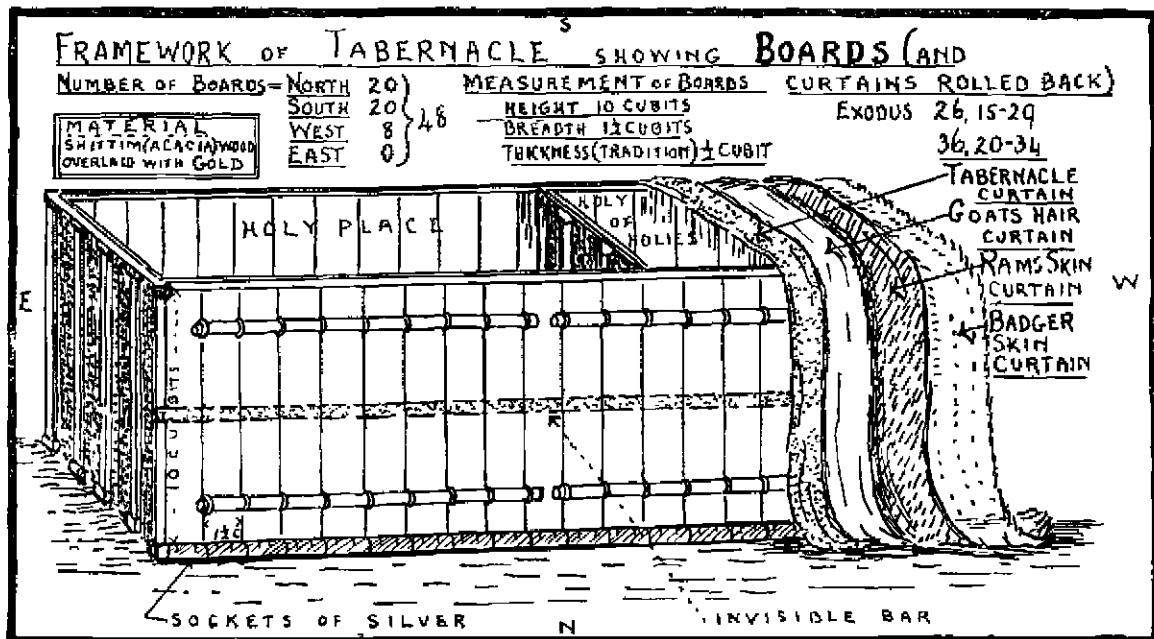 S
FRAMEWORK OF TABERNACLE SHOWING BOARDS (AND
CURTAINS ROLLED BACK)
NUMBER OF BOARDS = NORTH 20
SOUTH 20
WEST 8
EAST 0
} 48
MEASUREMENT OF BOARDS
HEIGHT 10 CUBITS
BREADTH 1½ CUBITS
THICKNESS (TRADITION) ½ CUBIT
EXODUS 26, 15-29
36, 20-34
MATERIAL
SHITTIM (ACACIA) WOOD
OVERLAID WITH GOLD
TABERNACLE
CURTAIN
GOATS HAIR
CURTAIN
RAMS SKIN
CURTAIN
BADGER
SKIN
CURTAIN
HOLY PLACE
HOLY
OF
HOLIES
E
W
10 CUBITS
1½ C
SOCKETS OF SILVER
N
INVISIBLE BAR